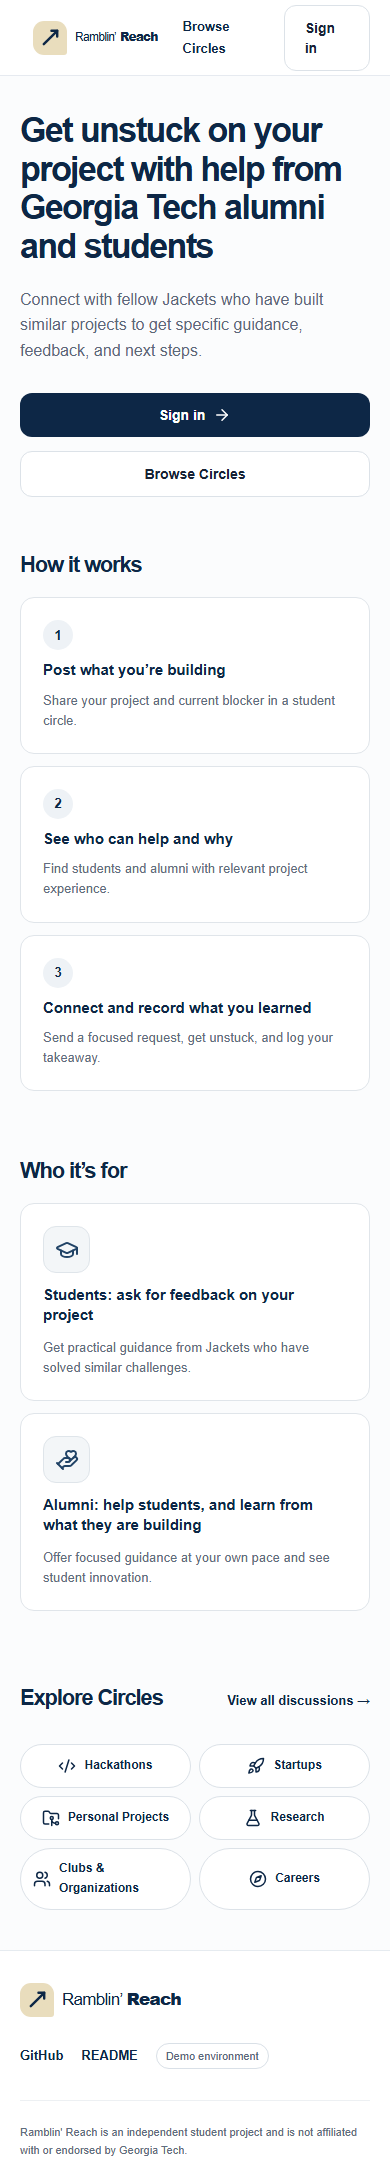 Ramblin' Reach
Browse
Circles
Sign
in
Get unstuck on your
project with help from
Georgia Tech alumni
and students
Connect with fellow Jackets who have built
similar projects to get specific guidance,
feedback, and next steps.
Sign in →
Browse Circles
How it works
1
Post what you’re building
Share your project and current blocker in a student
circle.
2
See who can help and why
Find students and alumni with relevant project
experience.
3
Connect and record what you learned
Send a focused request, get unstuck, and log your
takeaway.
Who it’s for
Students: ask for feedback on your
project
Get practical guidance from Jackets who have
solved similar challenges.
Alumni: help students, and learn from
what they are building
Offer focused guidance at your own pace and see
student innovation.
Explore Circles
View all discussions →
Hackathons
Startups
Personal Projects
Research
Clubs &
Organizations
Careers
Ramblin’ Reach
GitHub README Demo environment
Ramblin' Reach is an independent student project and is not affiliated
with or endorsed by Georgia Tech.